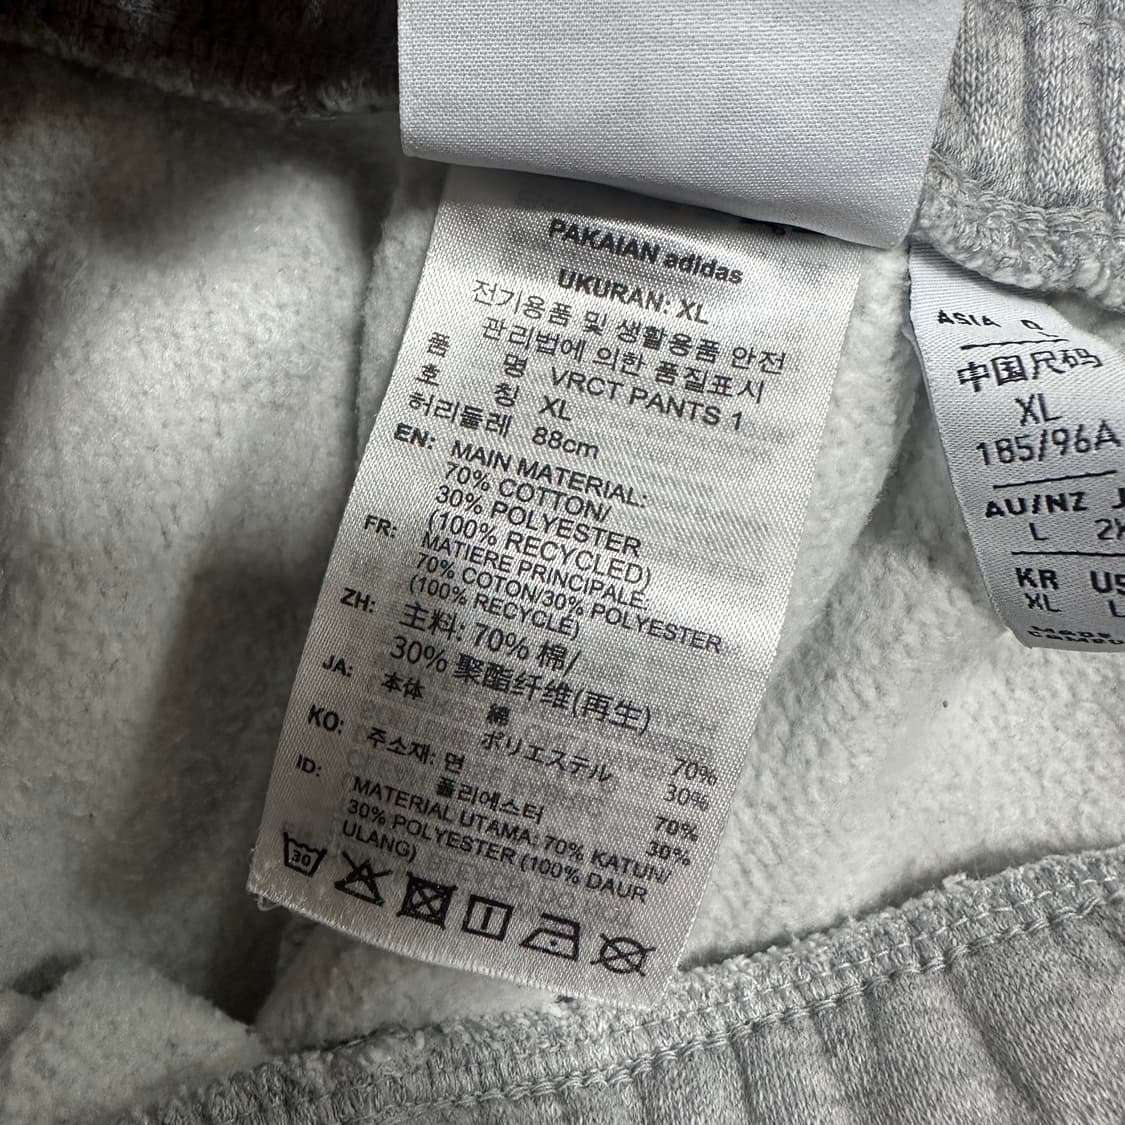 PAKAIAN adidas
UKURAN: XL
전기용품 및 생활용품 안전
관리법에 의한 품질표시
품 명 VRCT PANTS 1
호 칭 XL
허리둘레 88cm
EN: MAIN MATERIAL:
70% COTTON/
30% POLYESTER
(100% RECYCLED)
FR: MATIERE PRINCIPALE:
70% COTON/30% POLYESTER
(100% RECYCLÉ)
ZH: 主料: 70% 棉/
30% 聚酯纤维(再生)
JA: 本体 綿 70%
ポリエステル 30%
KO: 주소재: 면 70%
폴리에스터 30%
ID: MATERIAL UTAMA: 70% KATUN/
30% POLYESTER (100% DAUR
ULANG)
30
ASIA
中国尺码
XL
185/96A
AU/NZ J
L 2X
KR US
XL L